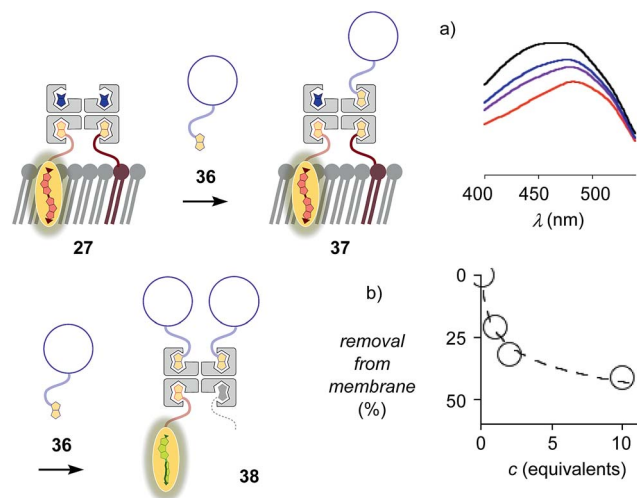 a)
36
27
37
400 450 500
λ (nm)
b)
removal
from
membrane
(%)
0
25
50
0 5 10
c (equivalents)
36
38